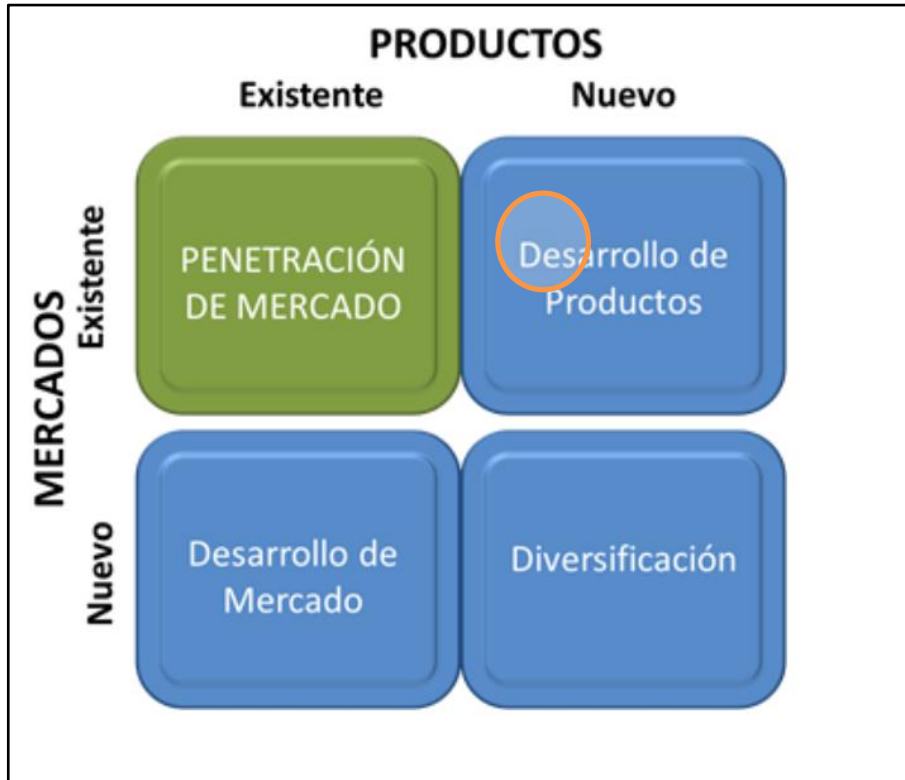 PRODUCTOS
Existente Nuevo
MERCADOS
Existente
PENETRACIÓN
DE MERCADO
Desarrollo de
Productos
Nuevo
Desarrollo de
Mercado
Diversificación